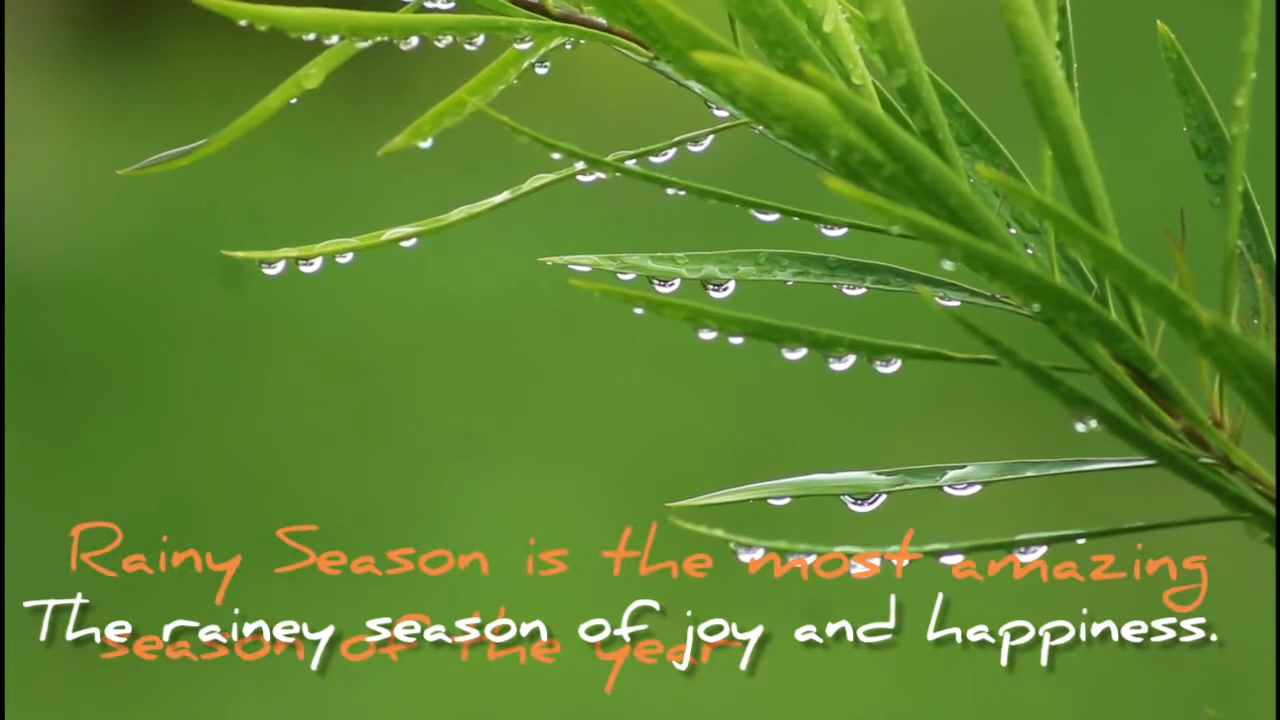 Rainy Season is the most amazing
The rainey season of joy and happiness.
season of the year